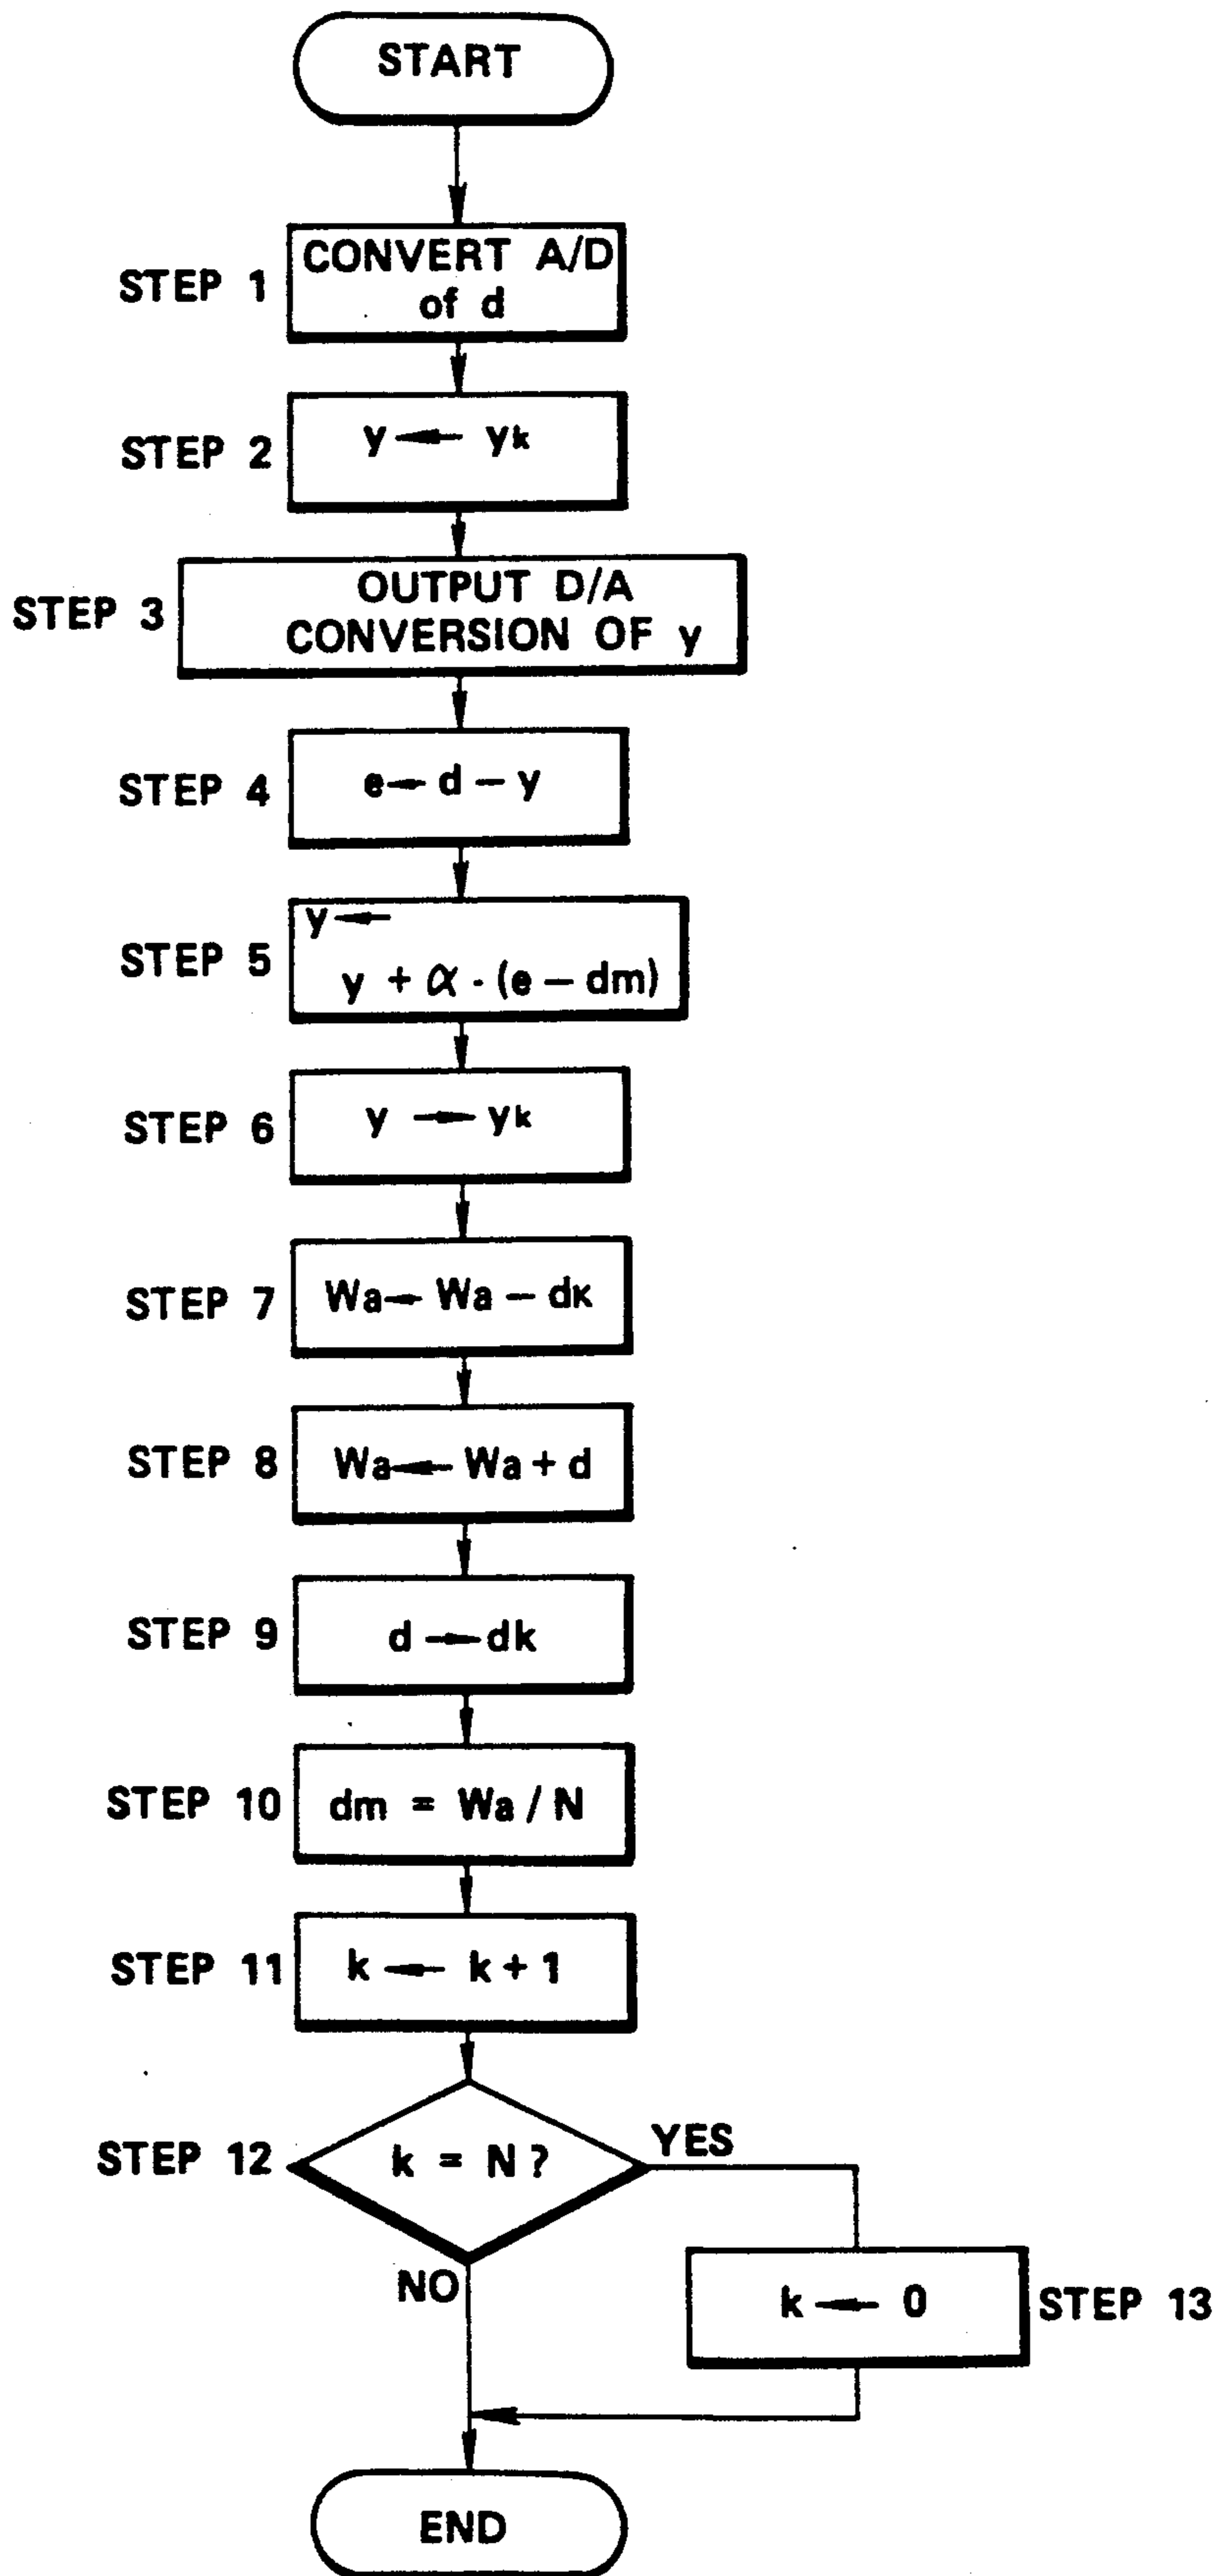 START
STEP 1
CONVERT A/D
of d
STEP 2
y ← yk
STEP 3
OUTPUT D/A
CONVERSION OF y
STEP 4
e ← d − y
STEP 5
y ←
y + α · (e − dm)
STEP 6
y → yk
STEP 7
Wa ← Wa − dk
STEP 8
Wa ← Wa + d
STEP 9
d → dk
STEP 10
dm = Wa / N
STEP 11
k ← k + 1
STEP 12
k = N ?
YES
NO
k ← 0
STEP 13
END